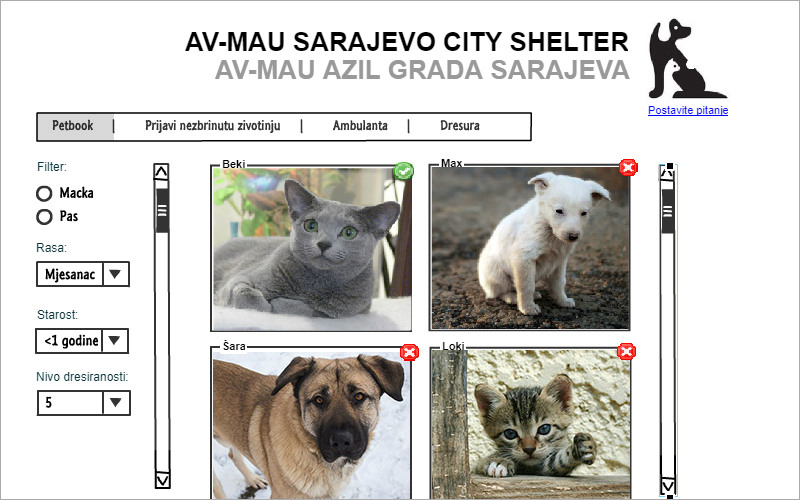 AV-MAU SARAJEVO CITY SHELTER
AV-MAU AZIL GRADA SARAJEVA
Postavite pitanje
Petbook | Prijavi nezbrinutu zivotinju | Ambulanta | Dresura
Filter:
Macka
Pas
Rasa:
Mjesanac
Starost:
<1 godine
Nivo dresiranosti:
5
Beki
Max
Šara
Loki